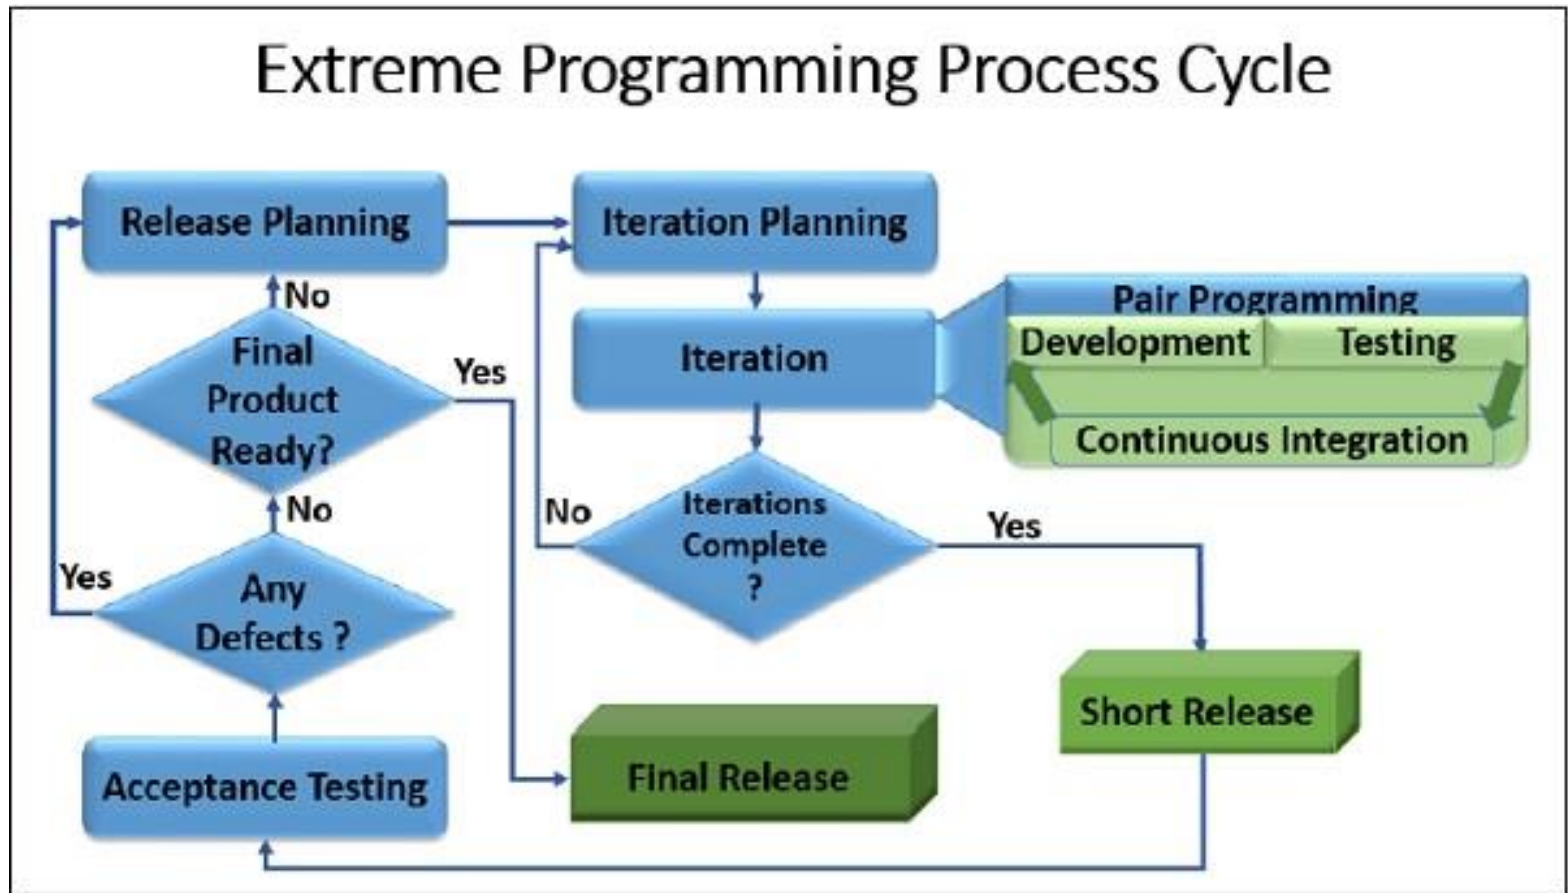 Extreme Programming Process Cycle
Release Planning
Iteration Planning
No
Final
Product
Ready?
Yes
Iteration
Pair Programming
Development
Testing
Continuous Integration
No
Any
Defects ?
Yes
Iterations
Complete
?
No
Yes
Short Release
Acceptance Testing
Final Release